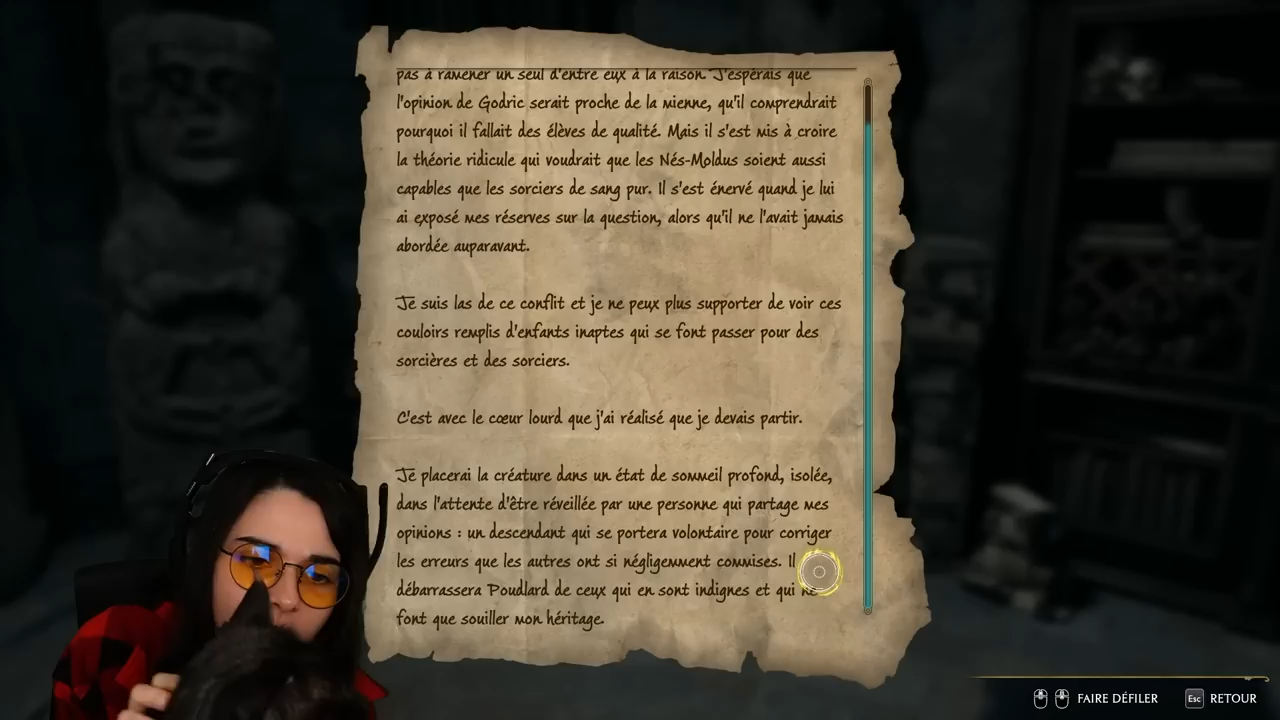 pas à ramener un seul d'entre eux à la raison. J'espérais que
l'opinion de Godric serait proche de la mienne, qu'il comprendrait
pourquoi il fallait des élèves de qualité. Mais il s'est mis à croire
la théorie ridicule qui voudrait que les Nés-Moldus soient aussi
capables que les sorciers de sang pur. Il s'est énervé quand je lui
ai exposé mes réserves sur la question, alors qu'il ne l'avait jamais
abordée auparavant.
Je suis las de ce conflit et je ne peux plus supporter de voir ces
couloirs remplis d'enfants inaptes qui se font passer pour des
sorcières et des sorciers.
C'est avec le cœur lourd que j'ai réalisé que je devais partir.
Je placerai la créature dans un état de sommeil profond, isolée,
dans l'attente d'être réveillée par une personne qui partage mes
opinions : un descendant qui se portera volontaire pour corriger
les erreurs que les autres ont si négligemment commises. Il
débarrassera Poudlard de ceux qui en sont indignes et qui ne
font que souiller mon héritage.
FAIRE DÉFILER
Esc RETOUR